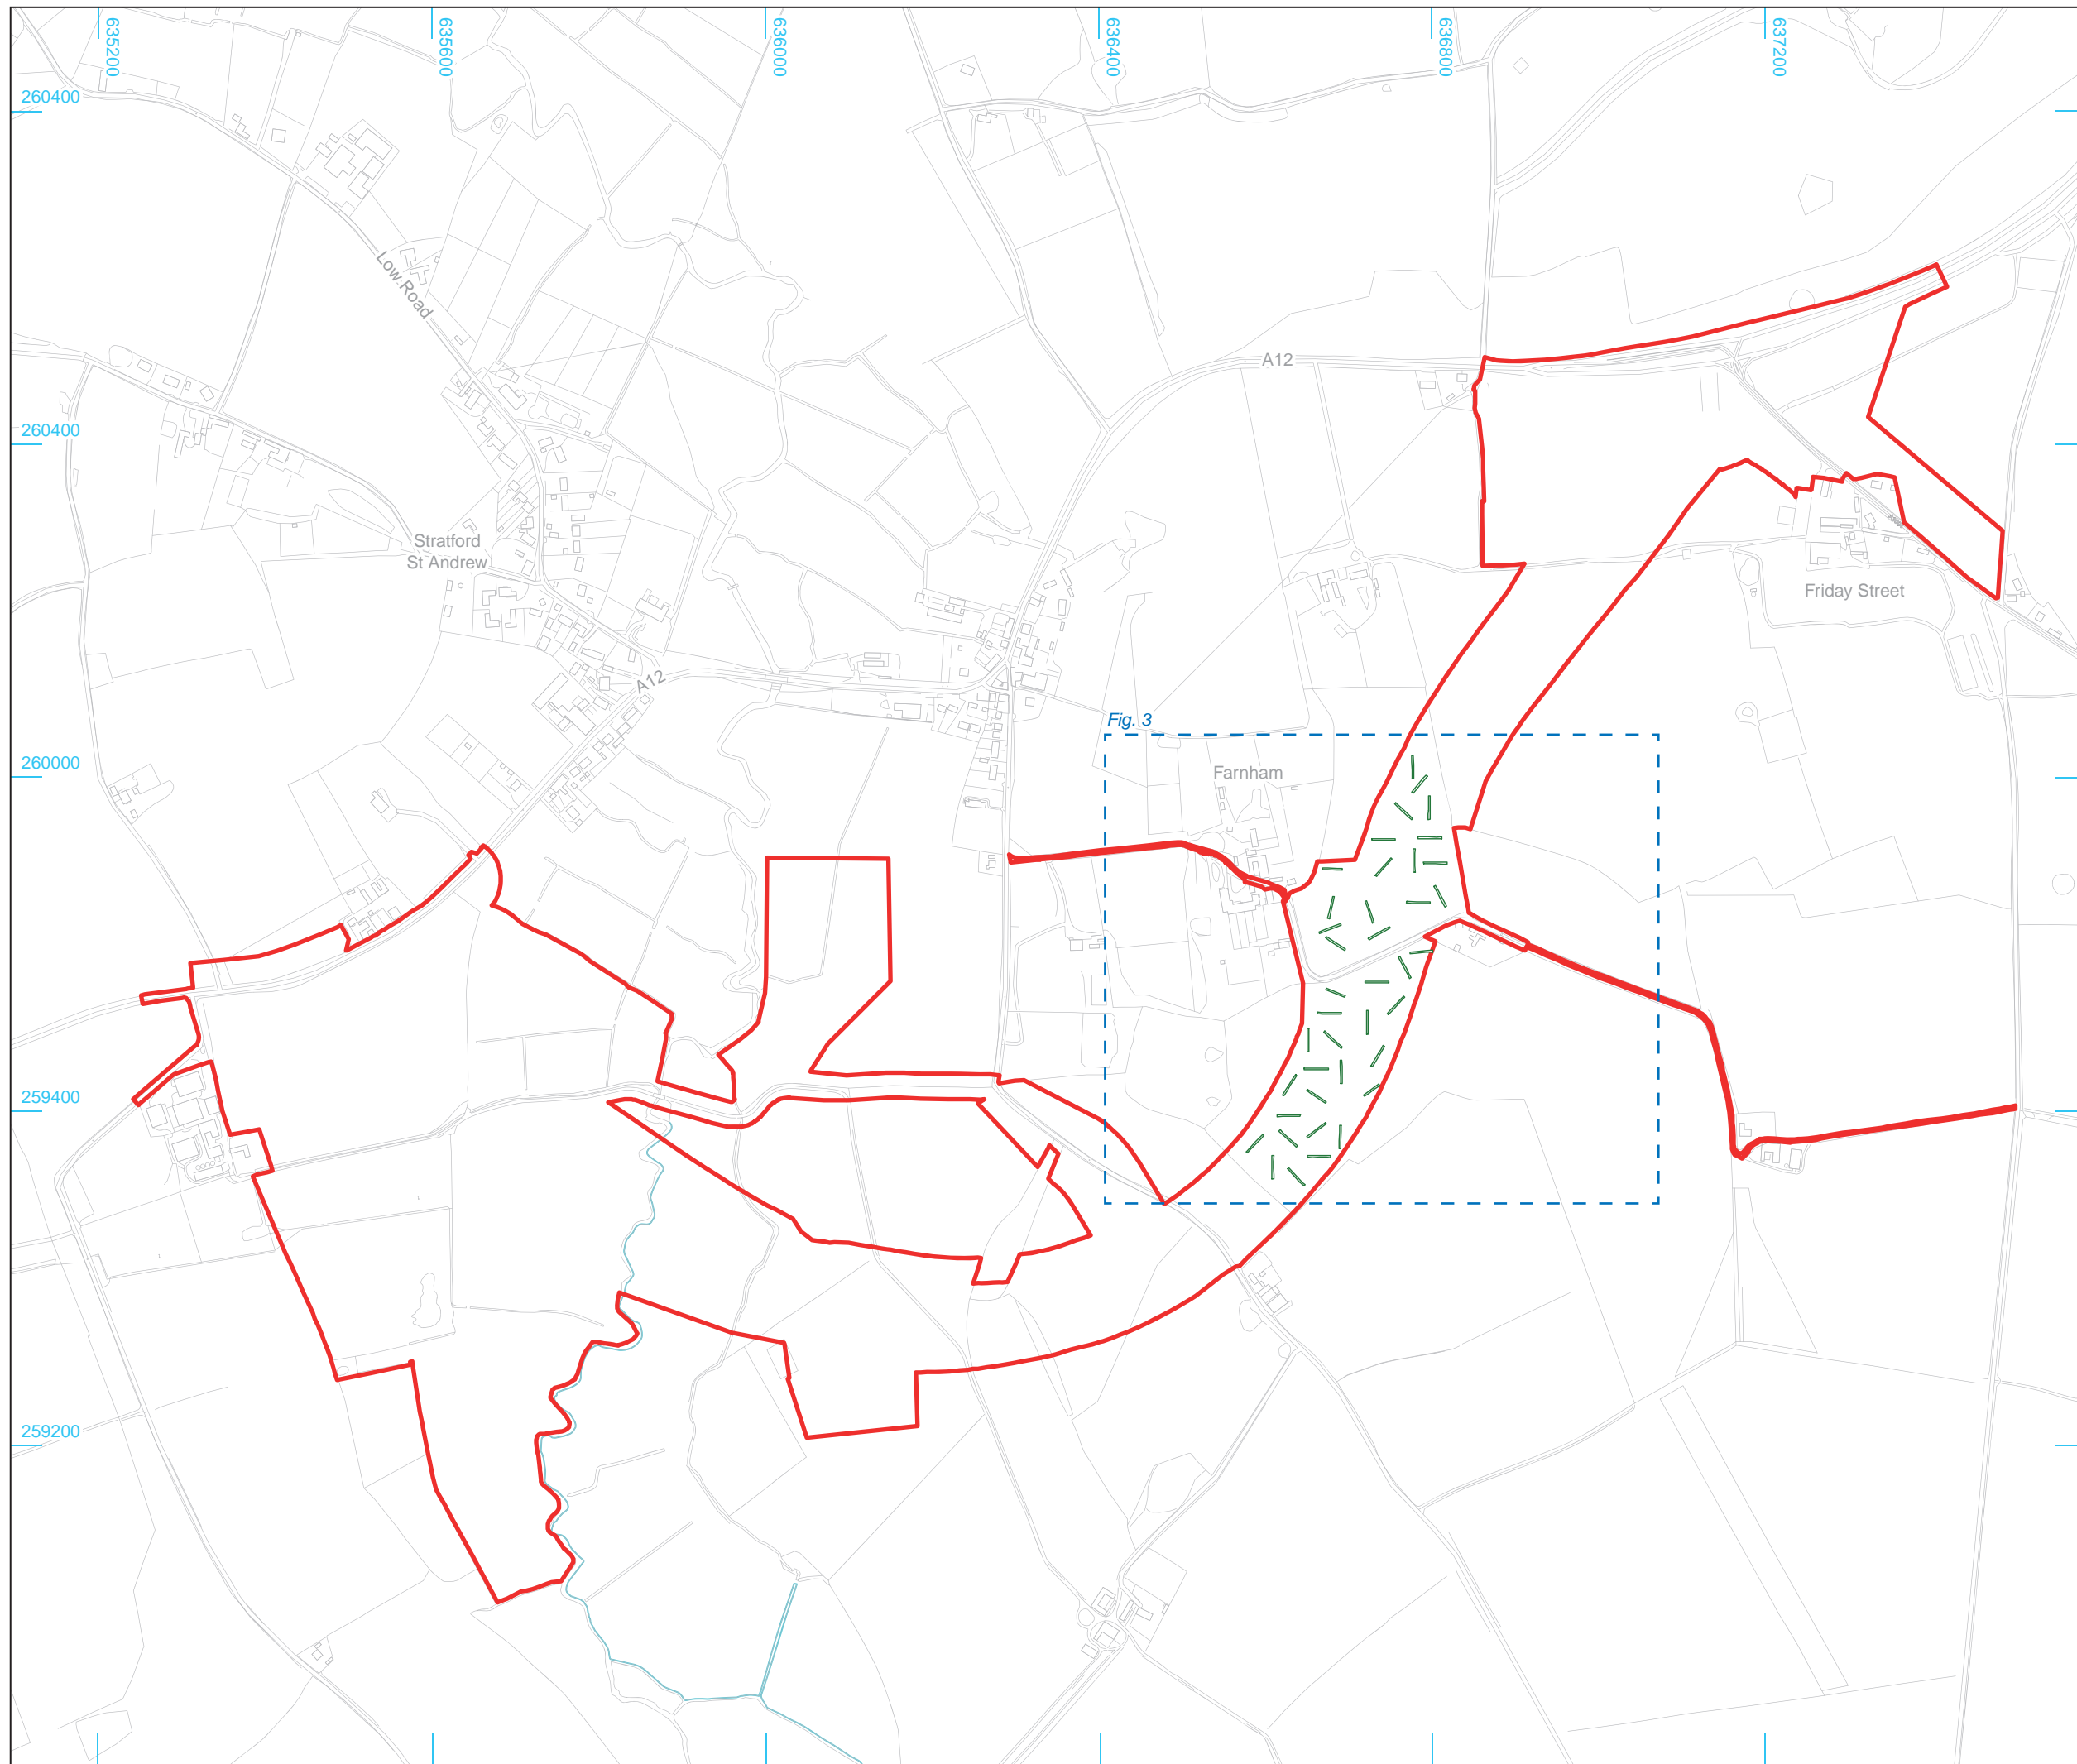 635200
635600
636000
636400
636800
637200
260400
Low Road
A12
260400
Stratford
St Andrew
Friday Street
A12
Fig. 3
260000
Farnham
259400
259200